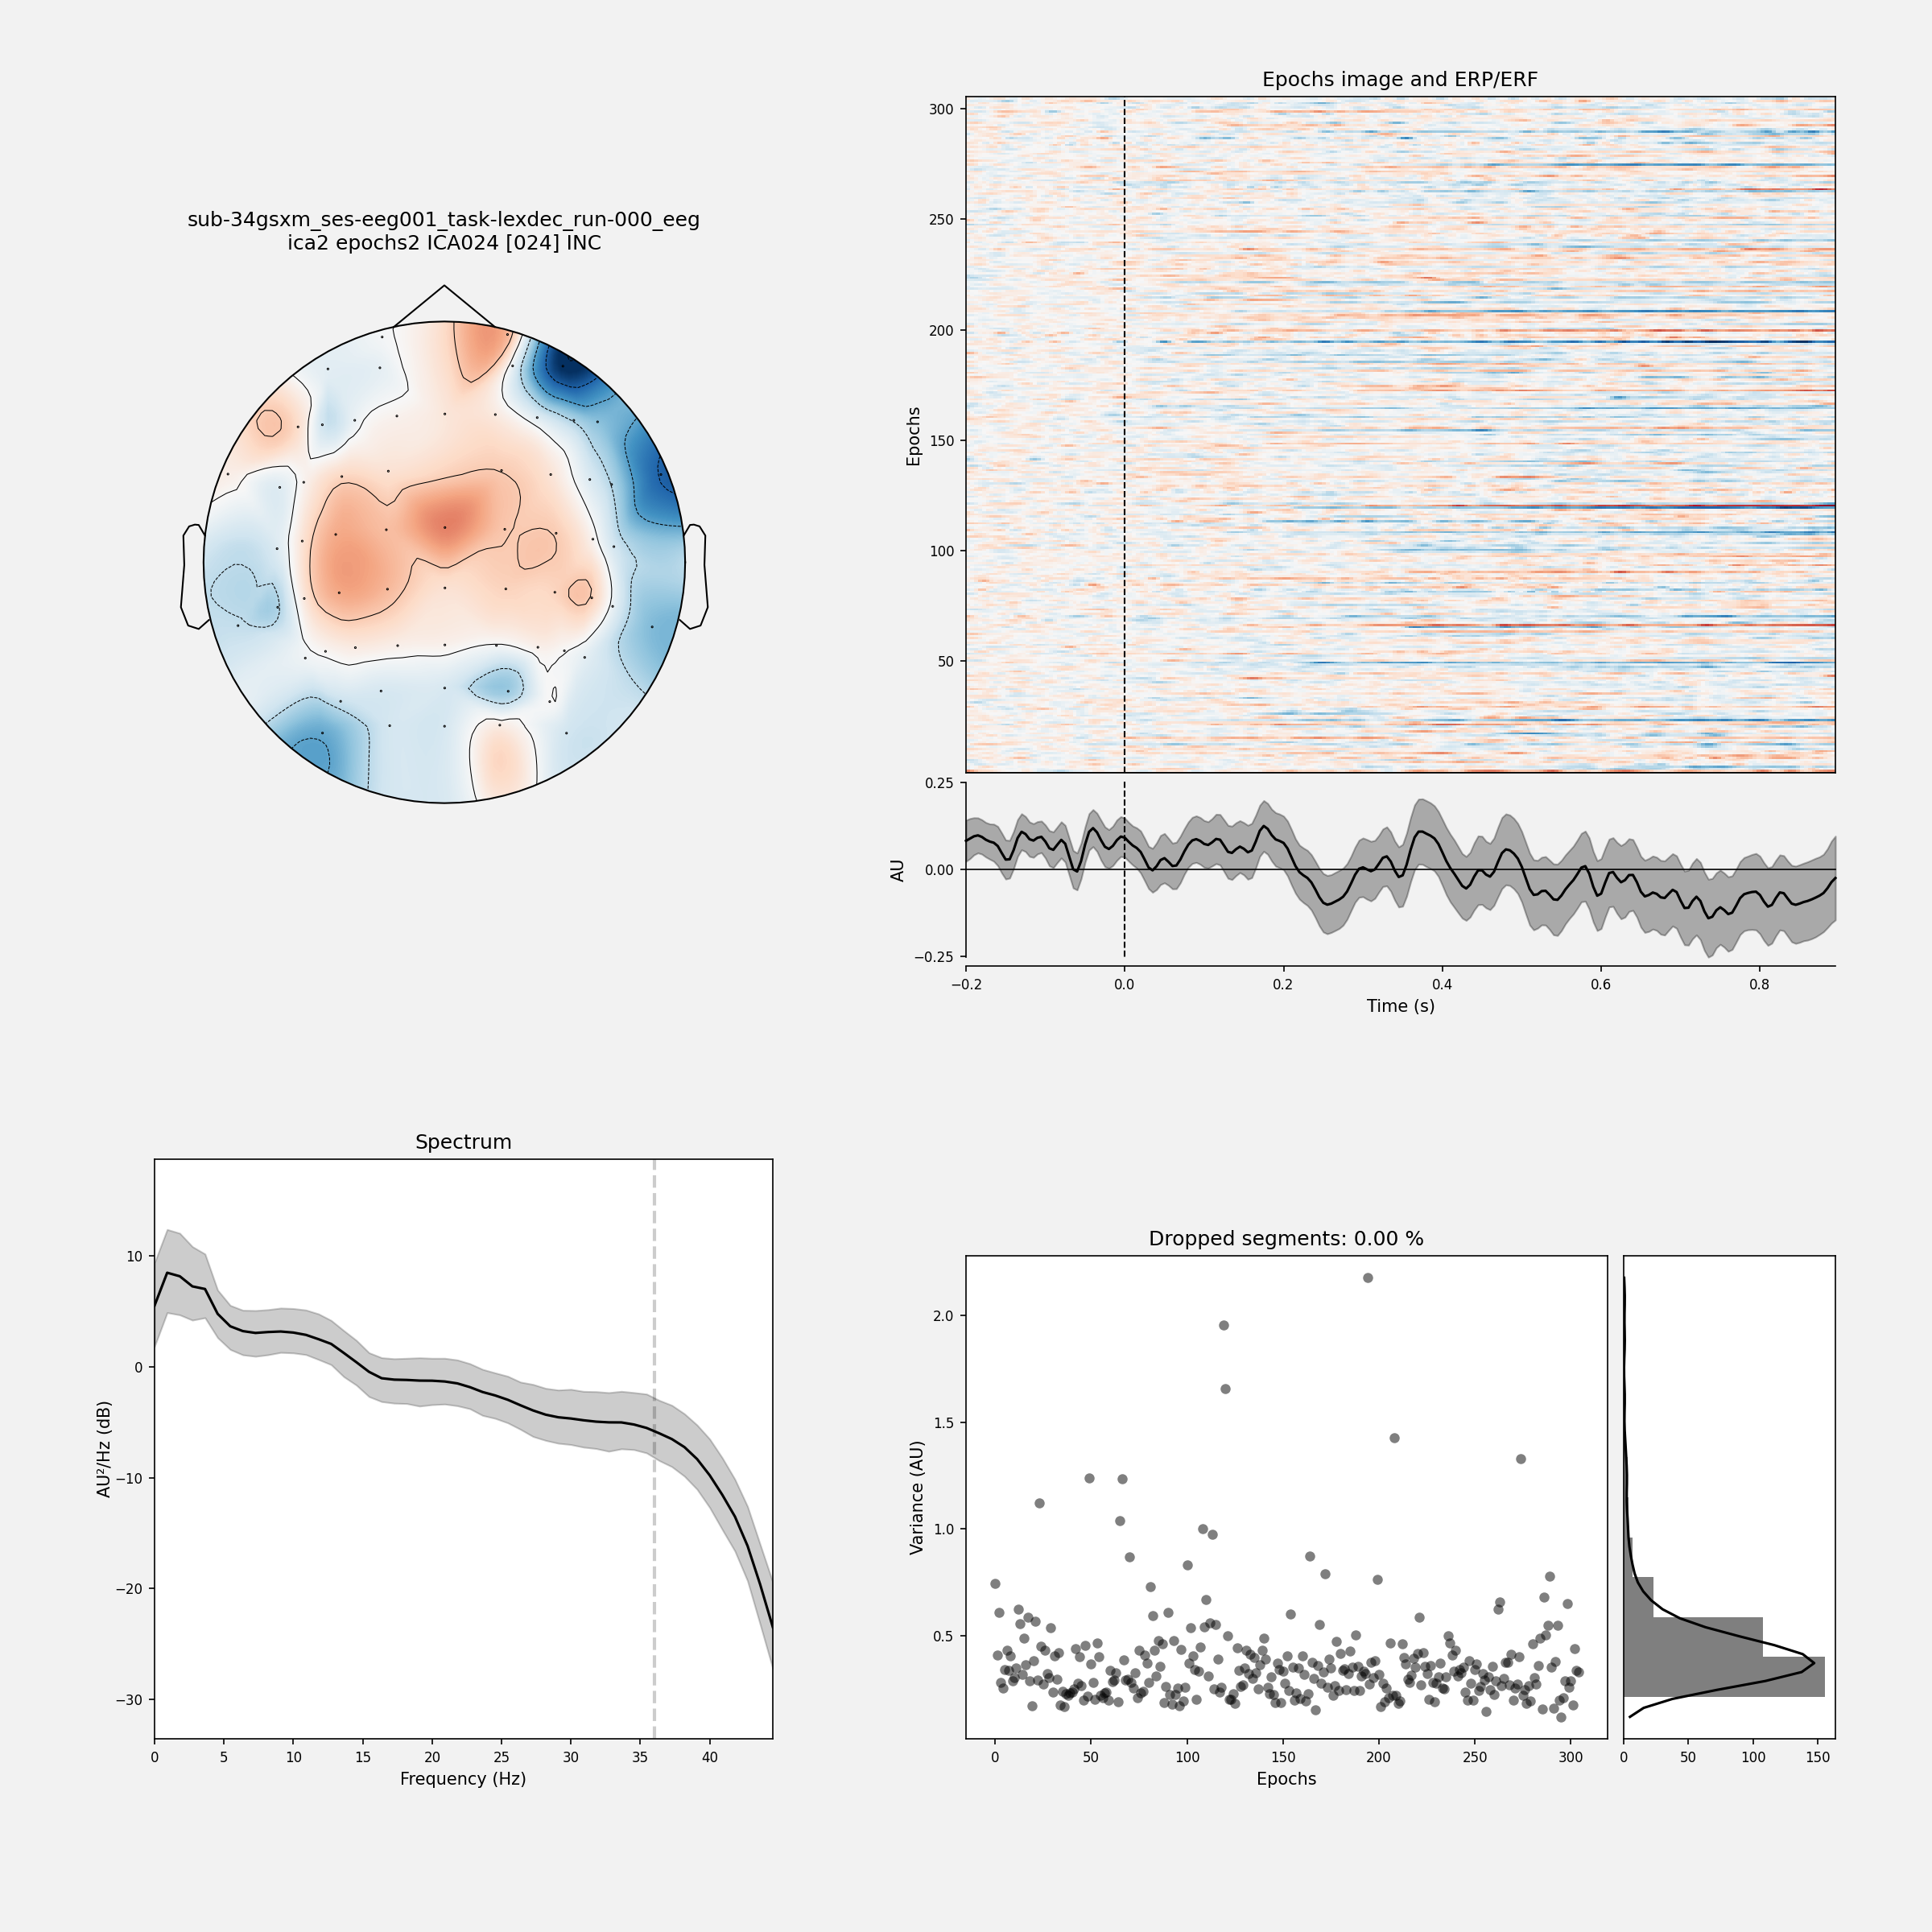 sub-34gsxm_ses-eeg001_task-lexdec_run-000_eeg
ica2 epochs2 ICA024 [024] INC
Epochs image and ERP/ERF
300
250
200
150
100
50
Epochs
0.25
0.00
−0.25
AU
−0.2 0.0 0.2 0.4 0.6 0.8
Time (s)
Spectrum
10
0
−10
−20
−30
AU²/Hz (dB)
0 5 10 15 20 25 30 35 40
Frequency (Hz)
Dropped segments: 0.00 %
2.0
1.5
1.0
0.5
Variance (AU)
0 50 100 150 200 250 300
Epochs
0 50 100 150